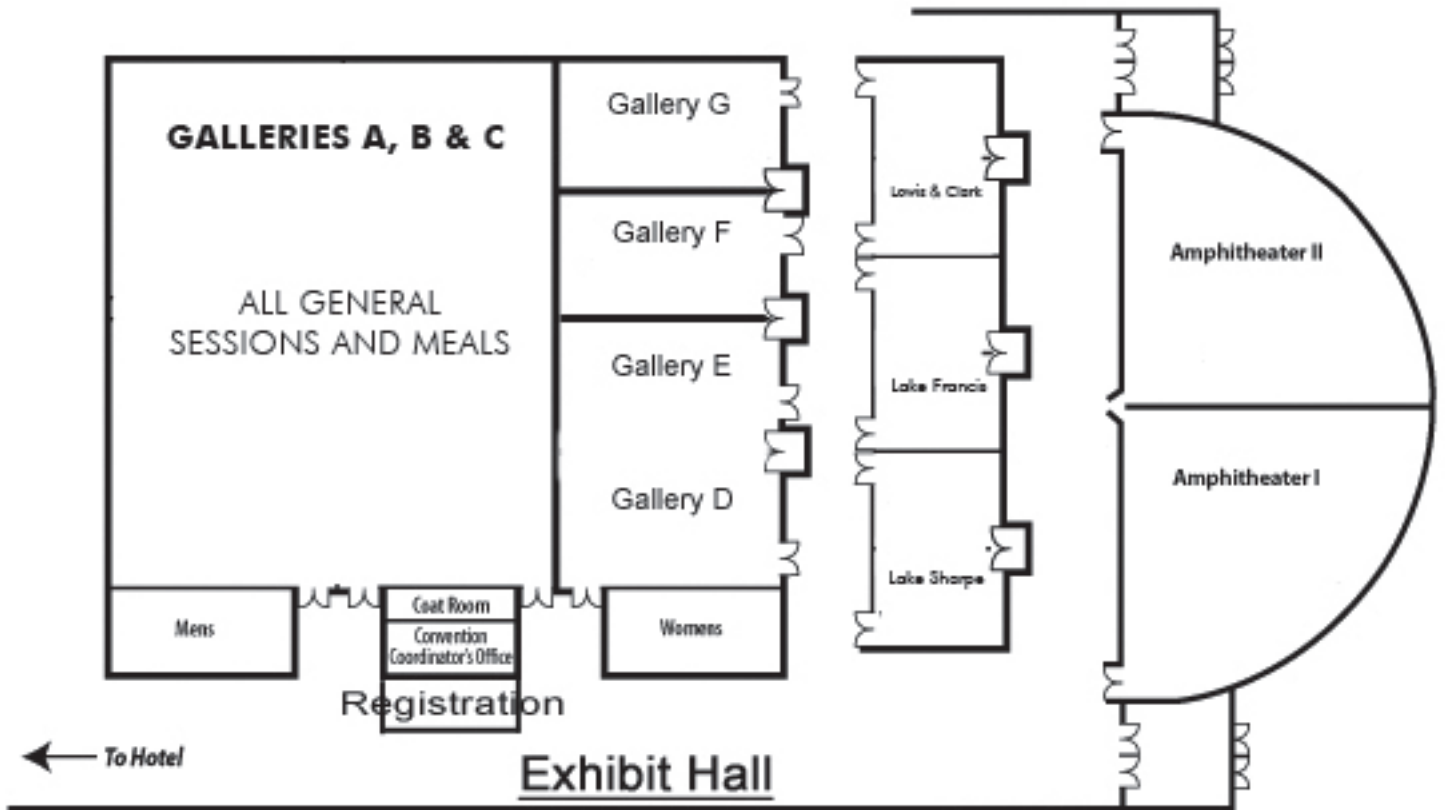 GALLERIES A, B & C
ALL GENERAL
SESSIONS AND MEALS
Gallery G
Gallery F
Gallery E
Gallery D
Lewis & Clark
Lake Francis
Lake Sharpe
Amphitheater II
Amphitheater I
Mens
Coat Room
Convention
Coordinator's Office
Womens
Registration
To Hotel
Exhibit Hall